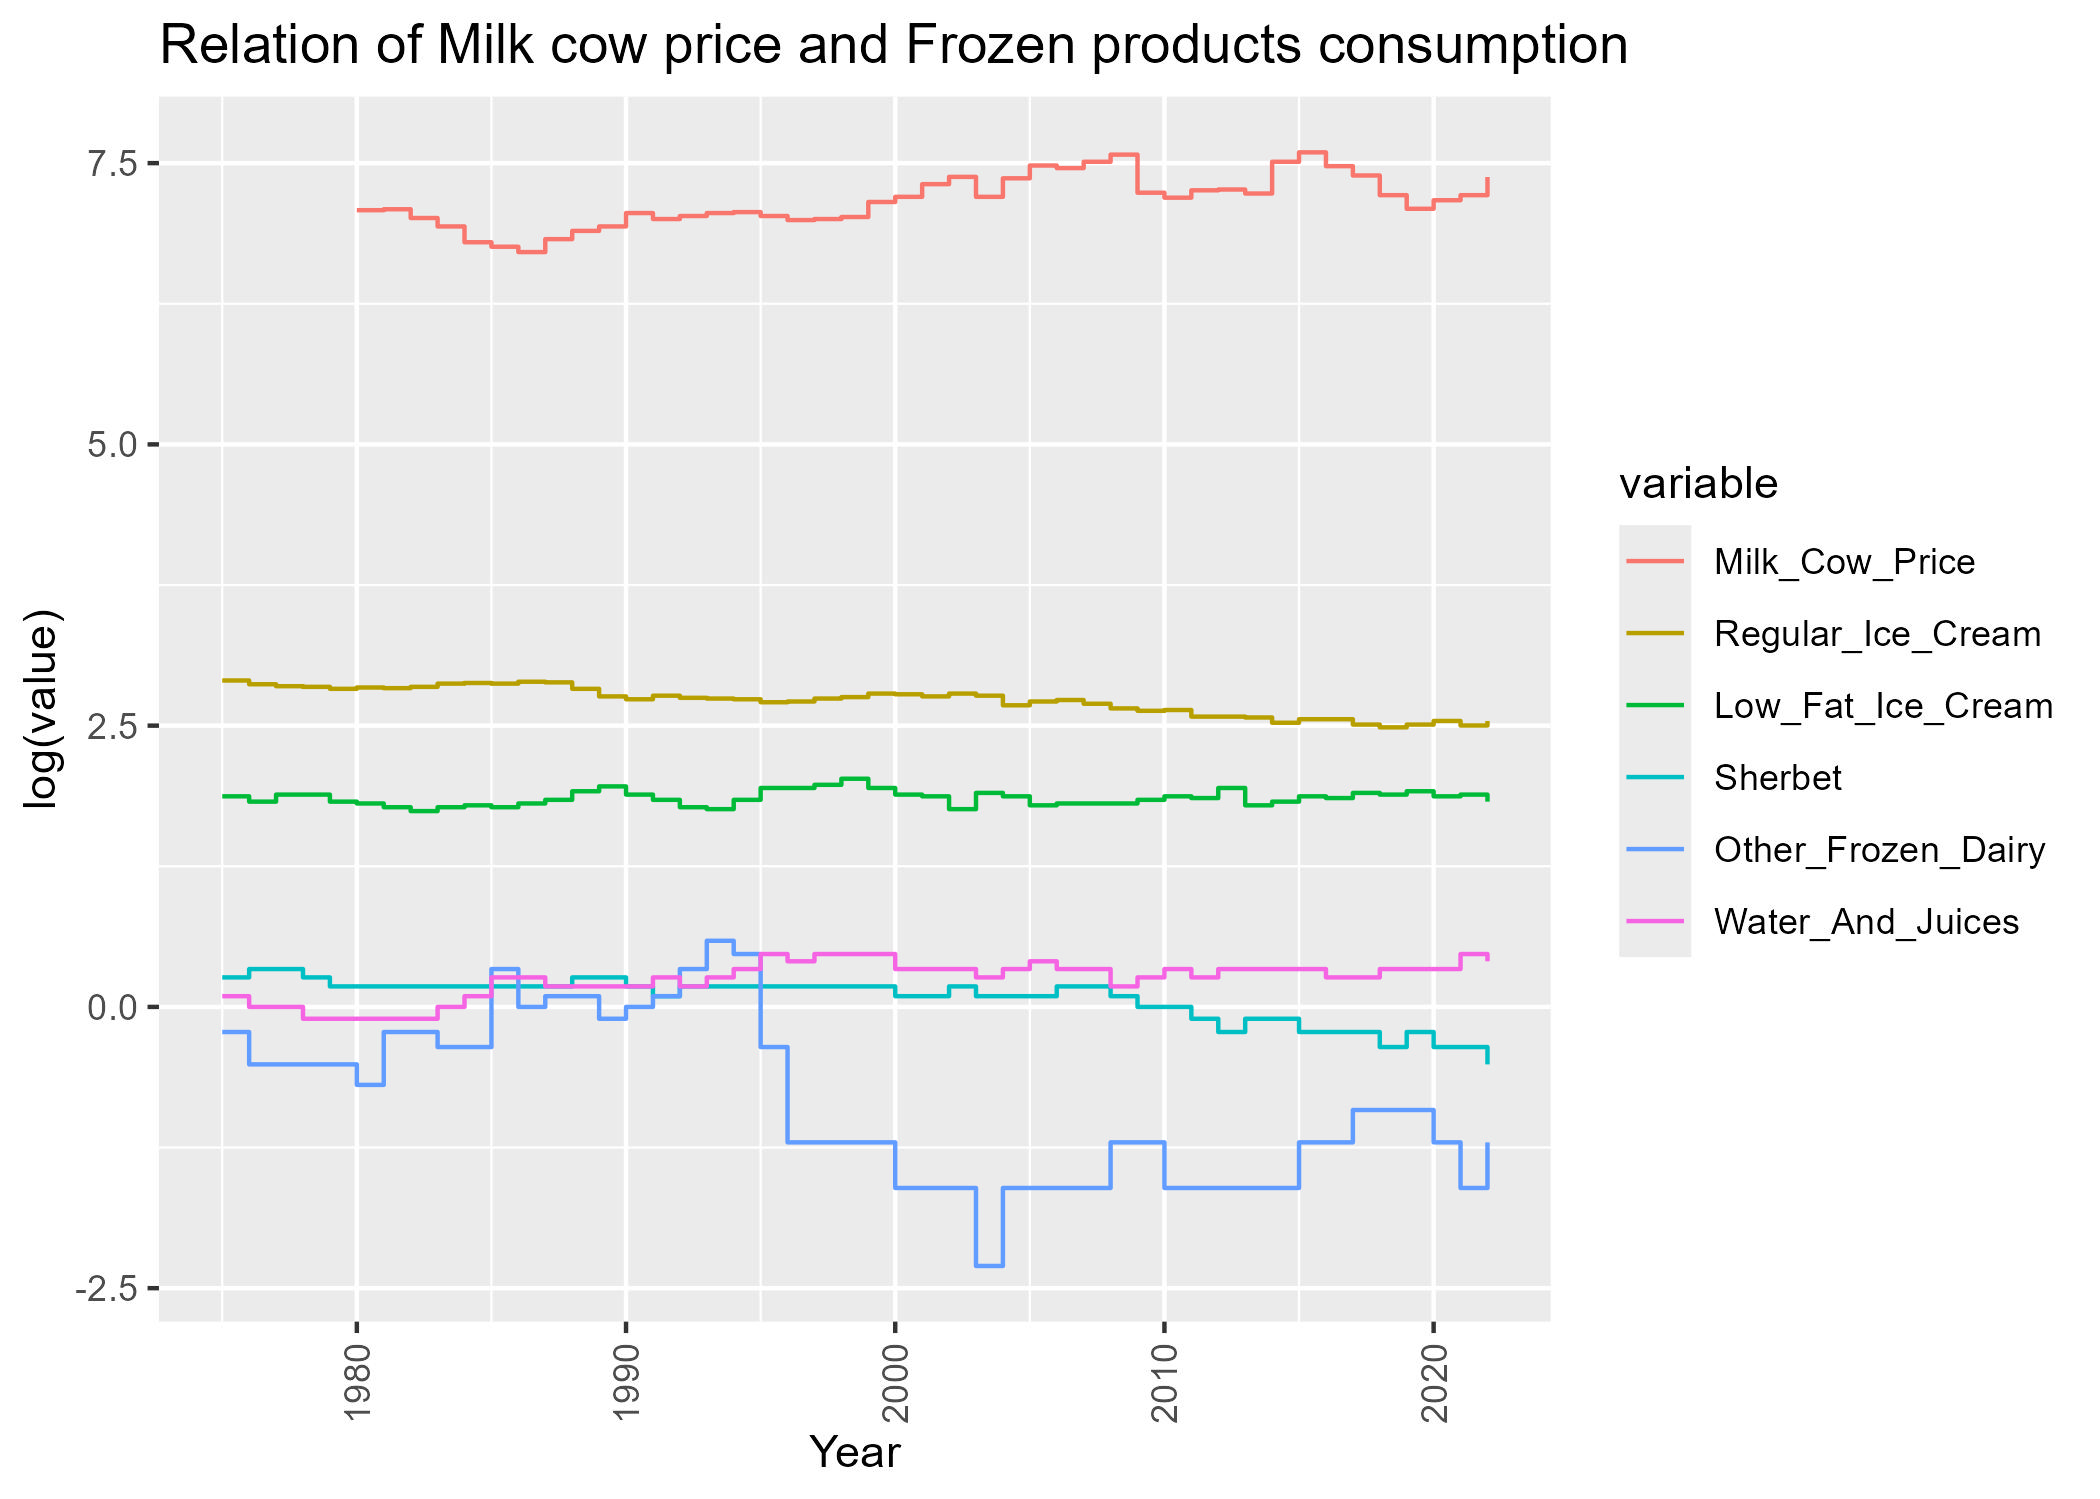 Relation of Milk cow price and Frozen products consumption
7.5
5.0
2.5
0.0
-2.5
log(value)
1980
1990
2000
2010
2020
Year
variable
Milk_Cow_Price
Regular_Ice_Cream
Low_Fat_Ice_Cream
Sherbet
Other_Frozen_Dairy
Water_And_Juices